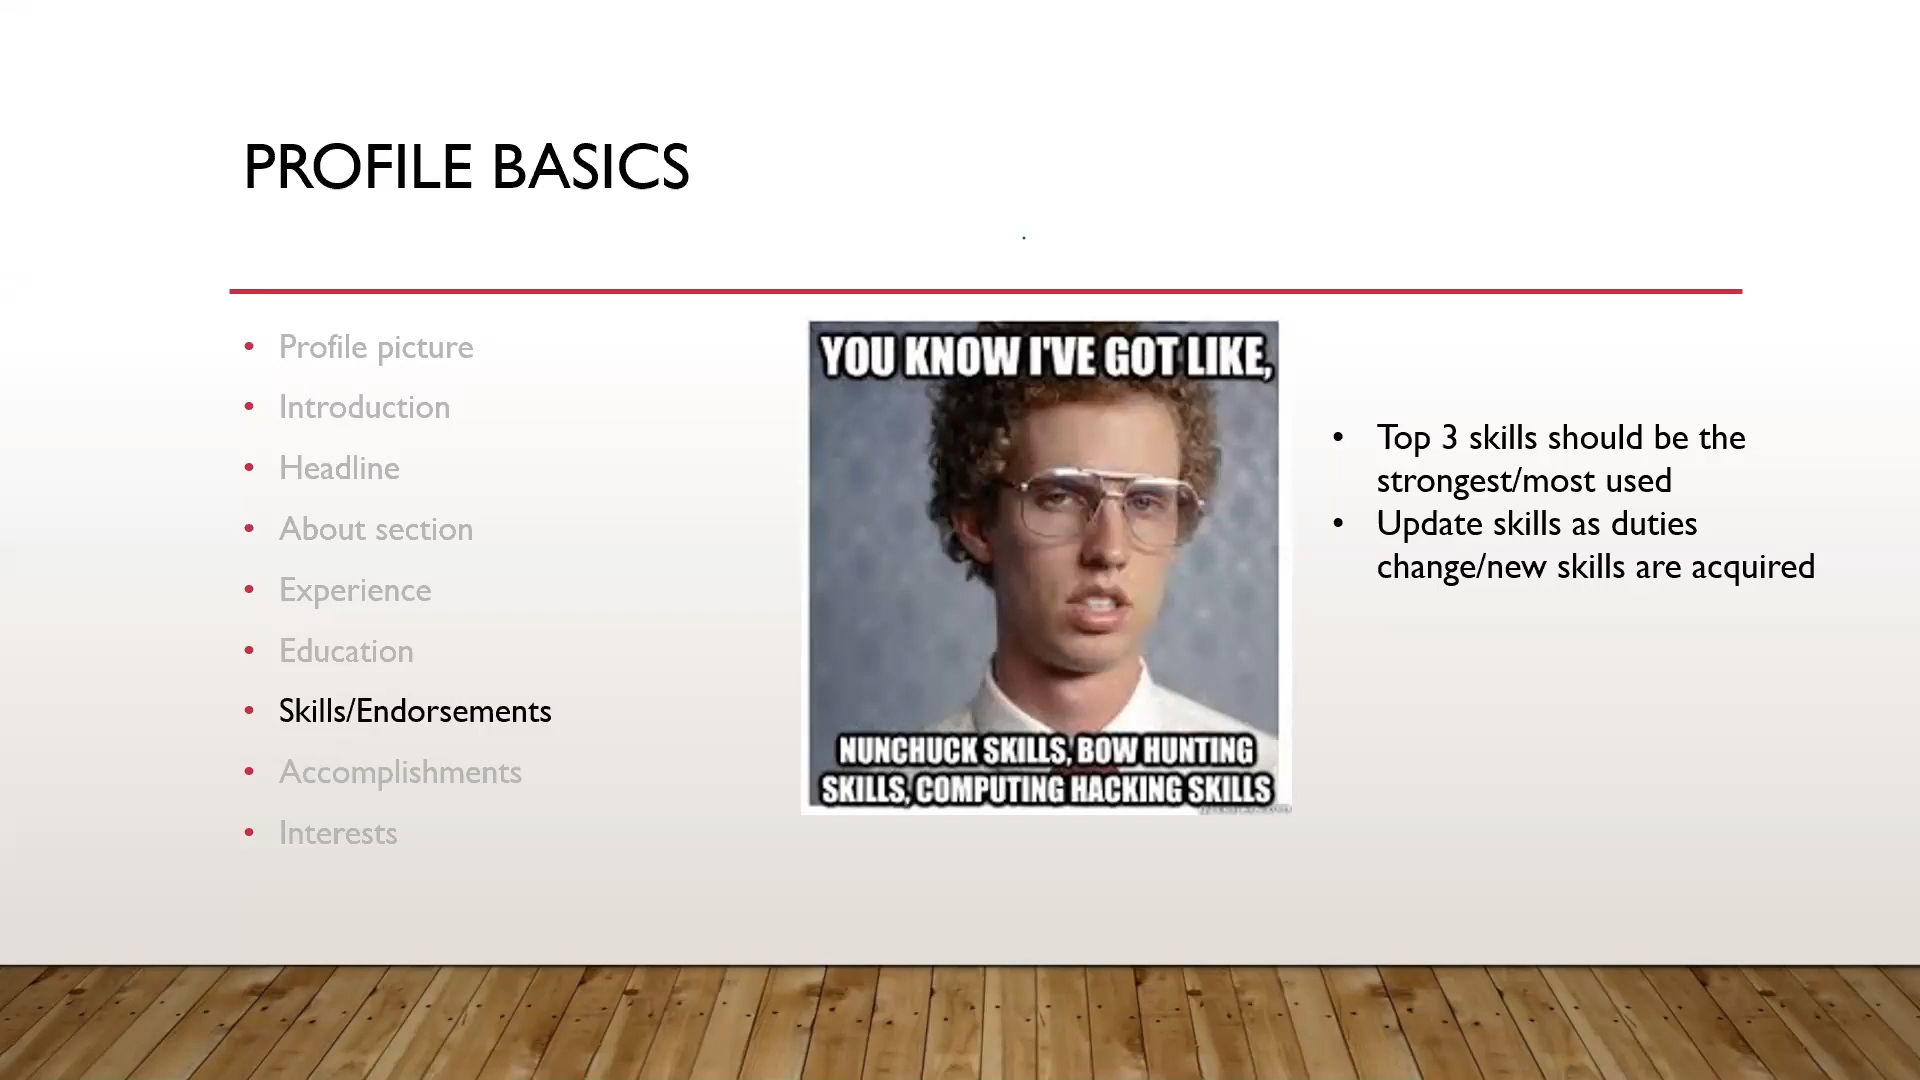 PROFILE BASICS
• Profile picture
• Introduction
• Headline
• About section
• Experience
• Education
• Skills/Endorsements
• Accomplishments
• Interests
YOU KNOW I'VE GOT LIKE,
NUNCHUCK SKILLS, BOW HUNTING
SKILLS, COMPUTING HACKING SKILLS
• Top 3 skills should be the
strongest/most used
• Update skills as duties
change/new skills are acquired